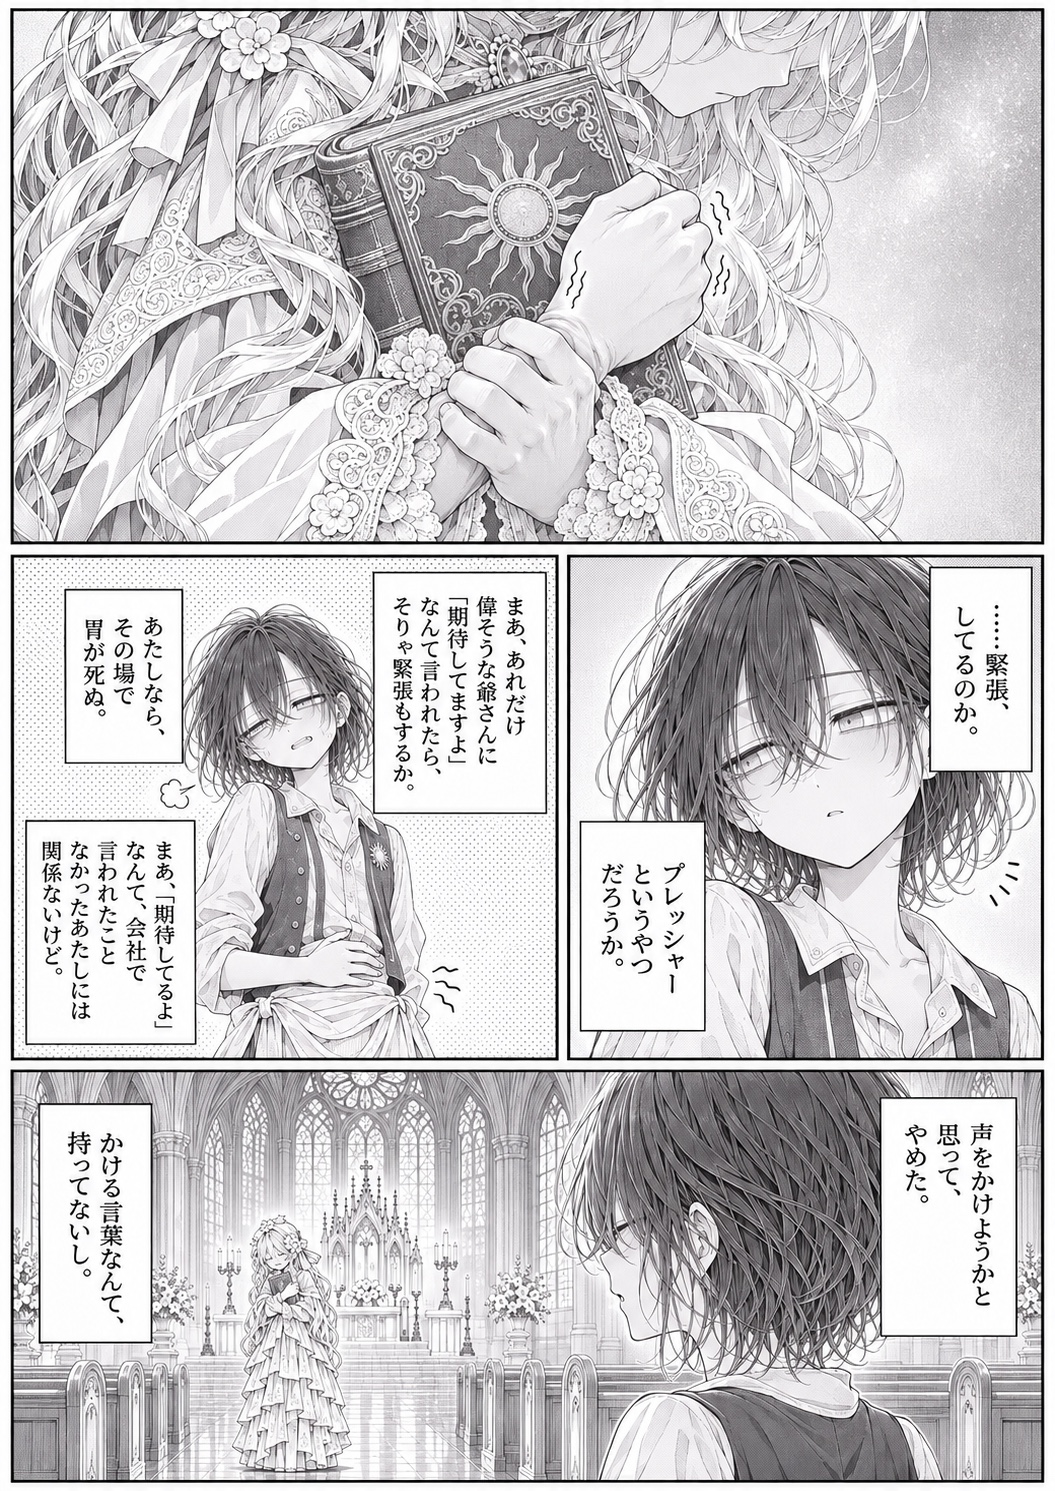 ……緊張、
してるのか。
プレッシャー
というやつ
だろうか。
まあ、あれだけ
偉そうな爺さんに
「期待してますよ」
なんて言われたら、
そりゃ緊張もするか。
あたしなら、
その場で
胃が死ぬ。
まあ、「期待してるよ」
なんて、会社で
言われたこと
なかったあたしには
関係ないけど。
声をかけようかと
思って、
やめた。
かける言葉なんて、
持ってないし。